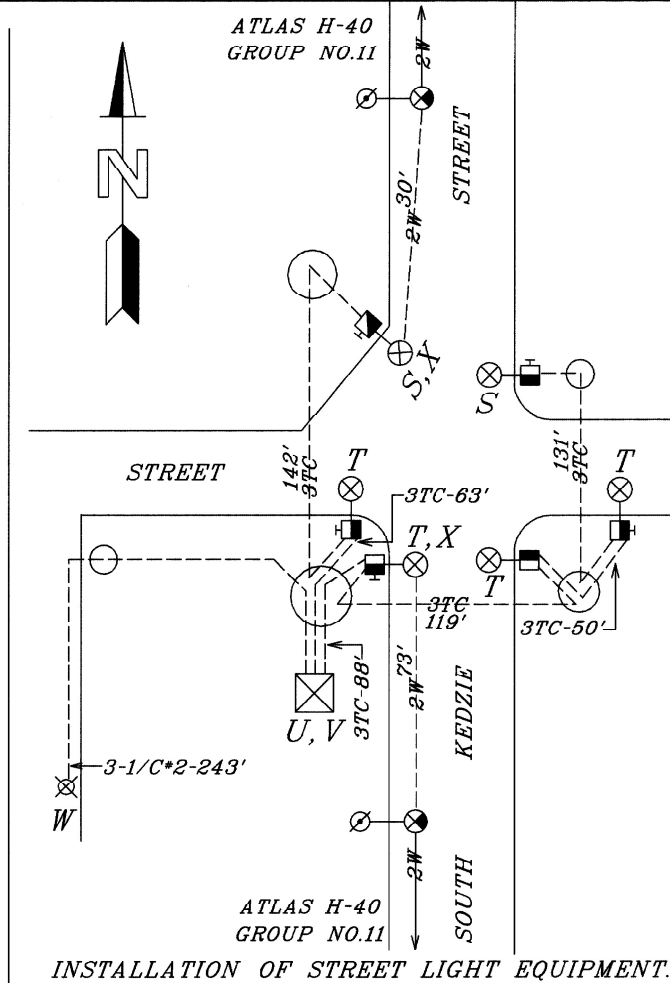 ATLAS H-40
GROUP NO.11
2W
STREET
N
2W 30'
S, X
S
STREET
142'
3TC
T
3TC-63'
131'
3TC
T
T, X
T
3TC
119'
3TC-50'
3TC-88'
2W 73'
KEDZIE
U, V
3-1/C#2-243'
W
2W
SOUTH
ATLAS H-40
GROUP NO.11
INSTALLATION OF STREET LIGHT EQUIPMENT.